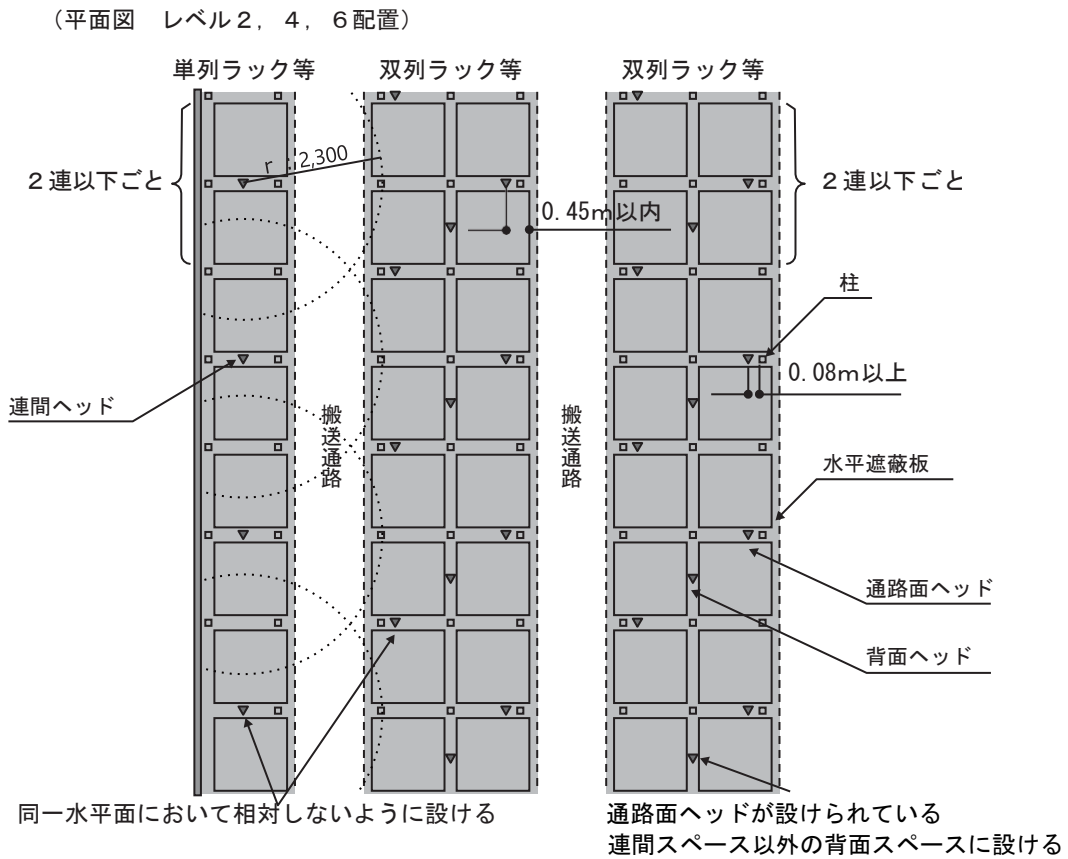 （平面図　レベル２，４，６配置）
単列ラック等
双列ラック等
双列ラック等
２連以下ごと
r : 2,300
２連以下ごと
0.45m以内
柱
0.08m以上
連間ヘッド
搬送通路
搬送通路
水平遮蔽板
通路面ヘッド
背面ヘッド
同一水平面において相対しないように設ける
通路面ヘッドが設けられている
連間スペース以外の背面スペースに設ける